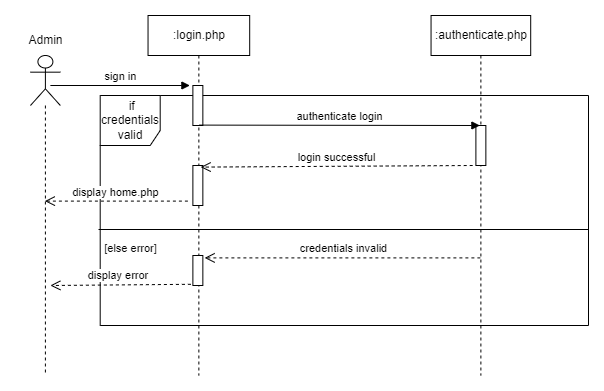 Admin
:login.php
:authenticate.php
sign in
if
credentials
valid
authenticate login
login successful
display home.php
[else error]
credentials invalid
display error